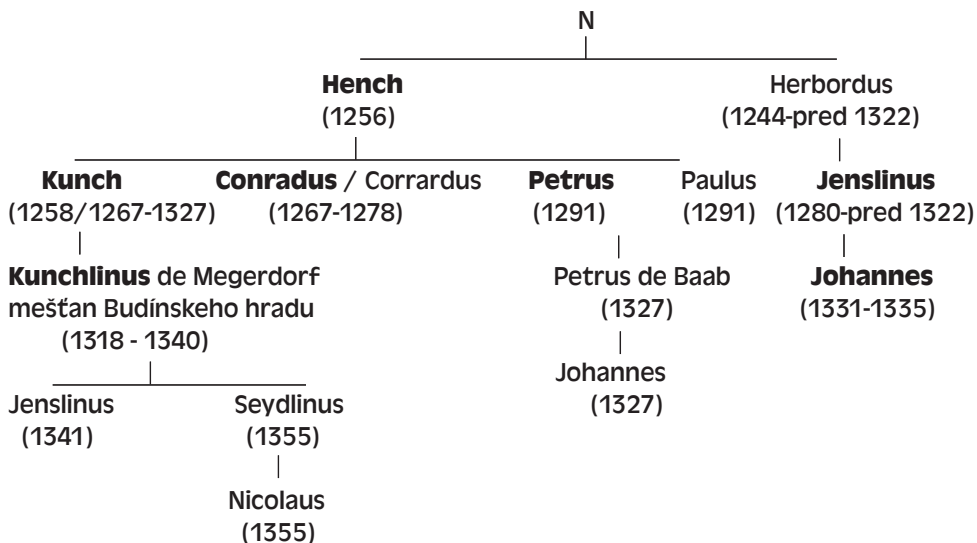 N
Hench Herbordus
(1256) (1244-pred 1322)
Kunch Conradus / Corrardus Petrus Paulus Jenslinus
(1258/1267-1327) (1267-1278) (1291) (1291) (1280-pred 1322)
Kunchlinus de Megerdorf Petrus de Baab Johannes
mešťan Budínskeho hradu (1327) (1331-1335)
(1318 - 1340)
Johannes
Jenslinus Seydlinus (1327)
(1341) (1355)
Nicolaus
(1355)